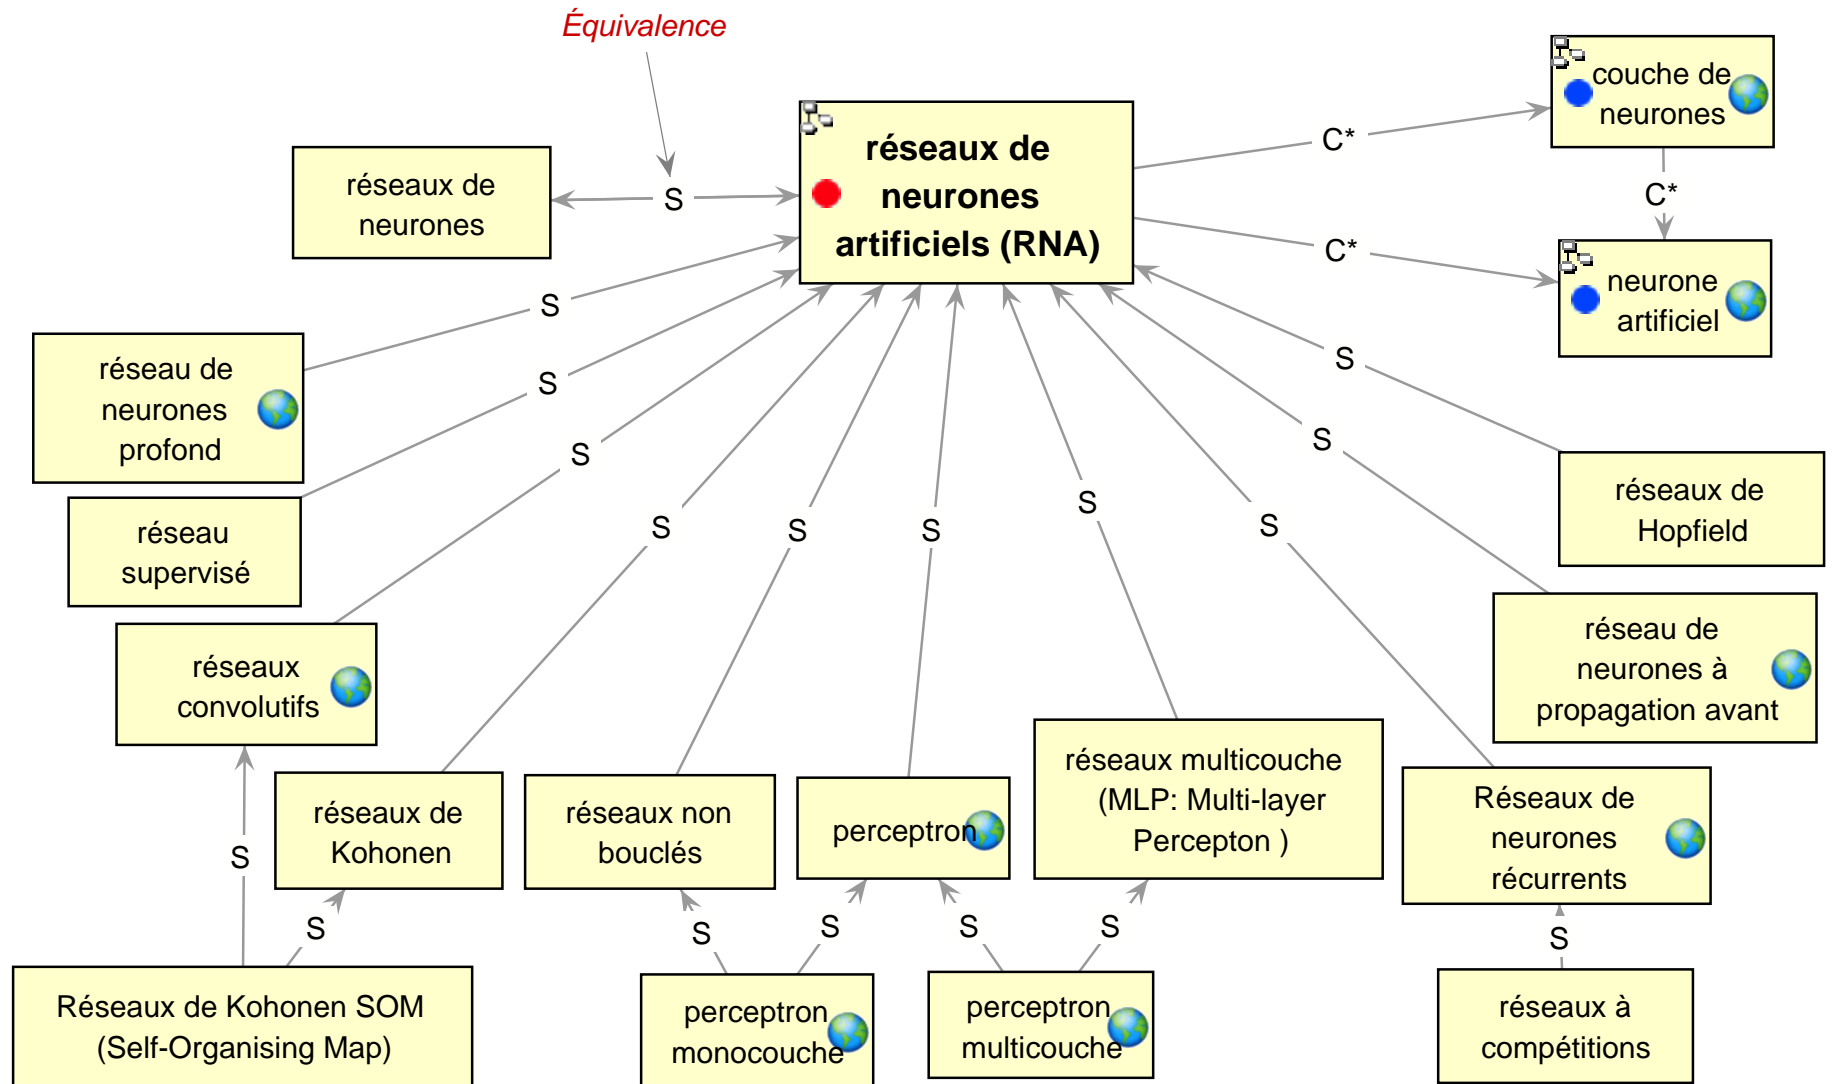 Équivalence
couche de
neurones
réseaux de
neurones
artificiels (RNA)
C*
C*
C*
réseaux de
neurones
S
neurone
artificiel
S
S
S
S
S
S
S
S
S
S
réseau de
neurones
profond
réseaux de
Hopfield
réseau
supervisé
réseau de
neurones à
propagation avant
réseaux
convolutifs
réseaux de
Kohonen
réseaux non
bouclés
perceptron
réseaux multicouche
(MLP: Multi-layer
Percepton )
Réseaux de
neurones
récurrents
S
S
S
S
S
S
S
Réseaux de Kohonen SOM
(Self-Organising Map)
perceptron
monocouche
perceptron
multicouche
réseaux à
compétitions